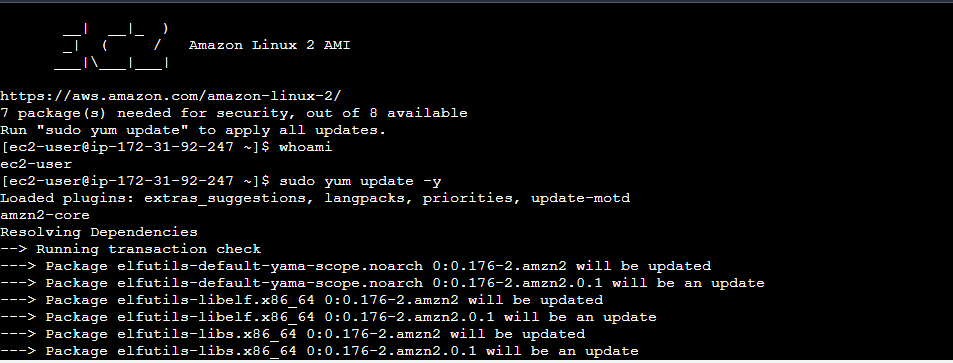 __|  __|_  )
       _|  (     /   Amazon Linux 2 AMI
      ___|\___|___|
https://aws.amazon.com/amazon-linux-2/
7 package(s) needed for security, out of 8 available
Run "sudo yum update" to apply all updates.
[ec2-user@ip-172-31-92-247 ~]$ whoami
ec2-user
[ec2-user@ip-172-31-92-247 ~]$ sudo yum update -y
Loaded plugins: extras_suggestions, langpacks, priorities, update-motd
amzn2-core
Resolving Dependencies
--> Running transaction check
---> Package elfutils-default-yama-scope.noarch 0:0.176-2.amzn2 will be updated
---> Package elfutils-default-yama-scope.noarch 0:0.176-2.amzn2.0.1 will be an update
---> Package elfutils-libelf.x86_64 0:0.176-2.amzn2 will be updated
---> Package elfutils-libelf.x86_64 0:0.176-2.amzn2.0.1 will be an update
---> Package elfutils-libs.x86_64 0:0.176-2.amzn2 will be updated
---> Package elfutils-libs.x86_64 0:0.176-2.amzn2.0.1 will be an update